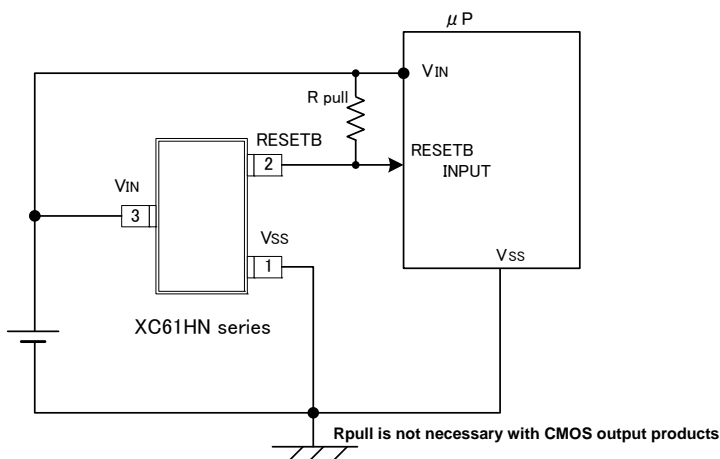 μP
VIN
R pull
RESETB
2
RESETB
INPUT
VIN
3
VSS
1
VSS
XC61HN series
Rpull is not necessary with CMOS output products